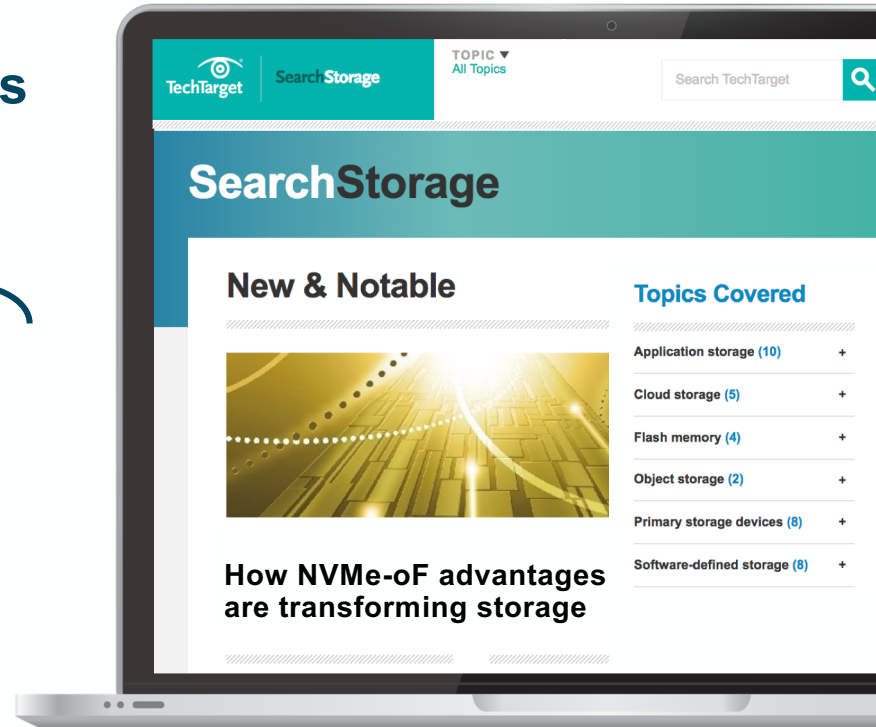 s
TechTarget
SearchStorage
TOPIC ▼
All Topics
Search TechTarget
SearchStorage
New & Notable
How NVMe-oF advantages
are transforming storage
Topics Covered
Application storage (10) +
Cloud storage (5) +
Flash memory (4) +
Object storage (2) +
Primary storage devices (8) +
Software-defined storage (8) +